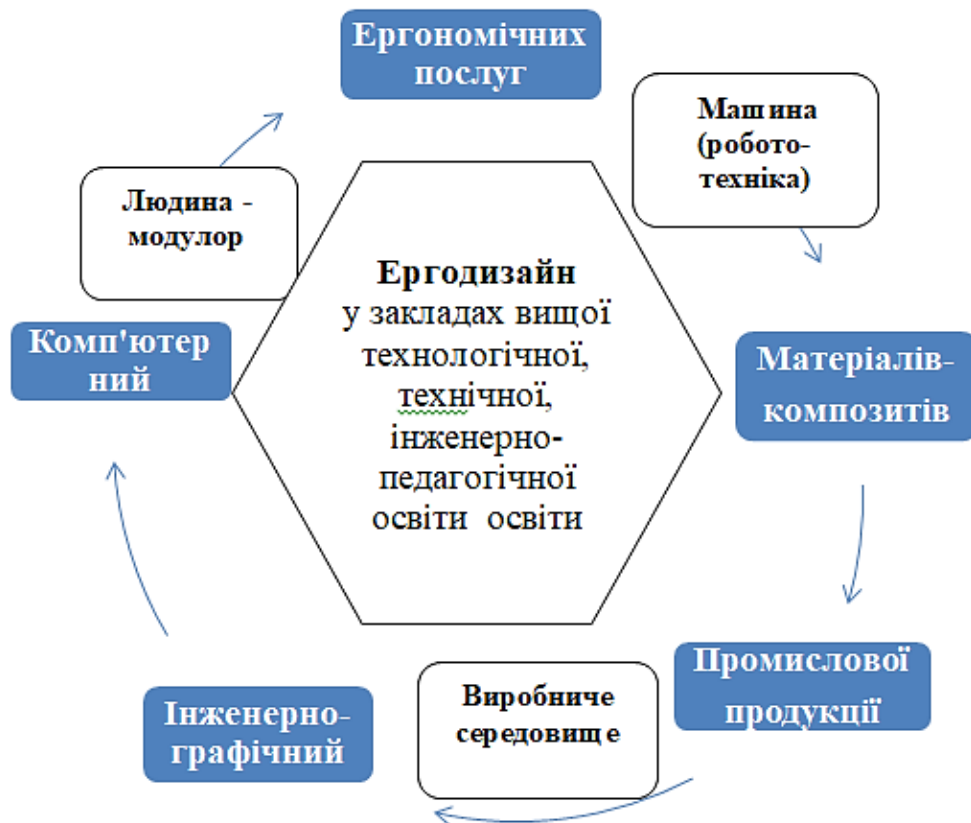 Ергономічних
послуг
Машина
(робото-
техніка)
Людина -
модулор
Ергодизайн
у закладах вищої
технологічної,
технічної,
інженерно-
педагогічної
освіти освіти
Комп'ютер
ний
Матеріалів-
композитів
Промислової
продукції
Виробниче
середовище
Інженерно-
графічний